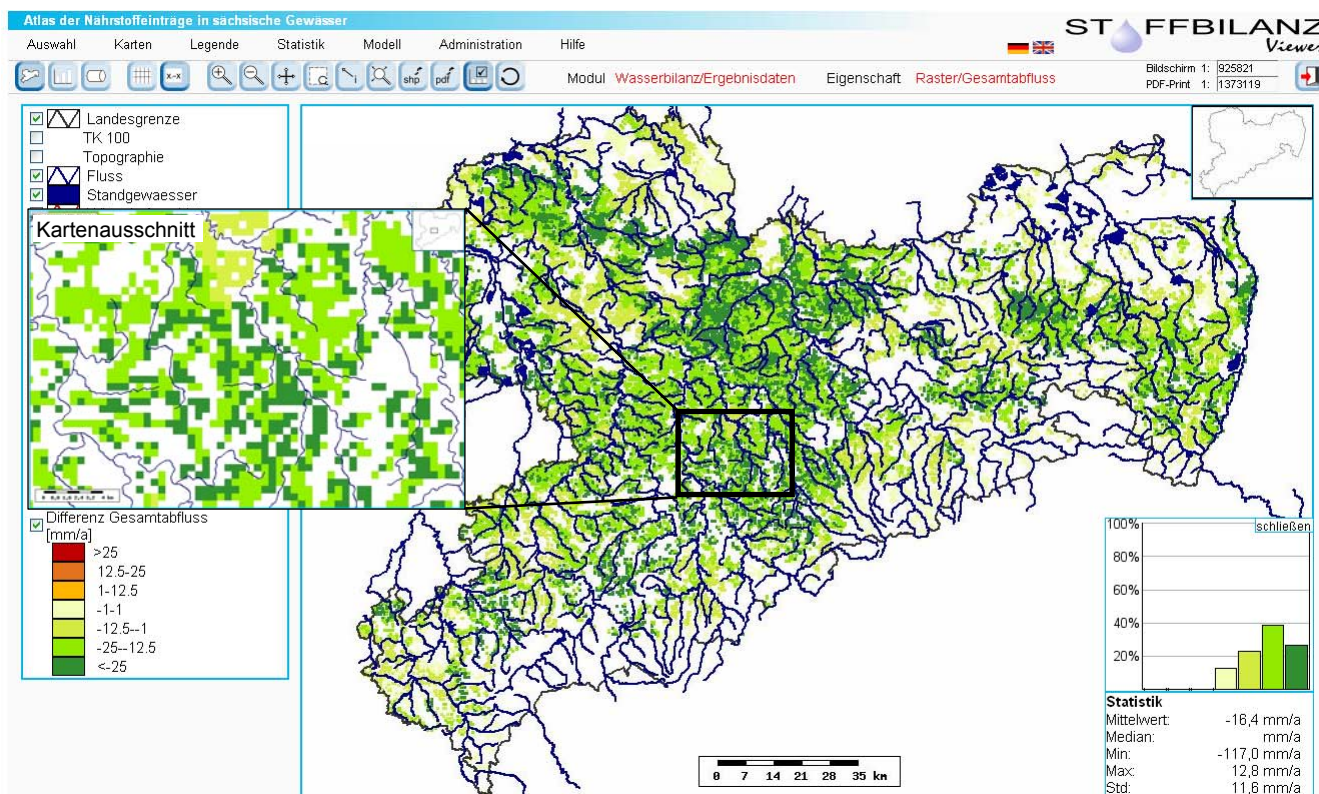 Atlas der Nährstoffeinträge in sächsische Gewässer
STOFFBILANZ
Viewer
Auswahl Karten Legende Statistik Modell Administration Hilfe
x-x shp pdf
Modul Wasserbilanz/Ergebnisdaten Eigenschaft Raster/Gesamtabfluss
Bildschirm 1: 925821
PDF-Print 1: 1373119
Landesgrenze
TK 100
Topographie
Fluss
Standgewaesser
Kartenausschnitt
Differenz Gesamtabfluss
[mm/a]
>25
12.5-25
1-12.5
-1-1
-12.5--1
-25--12.5
<-25
0 7 14 21 28 35 km
schließen
100%
80%
60%
40%
20%
Statistik
Mittelwert: -16,4 mm/a
Median: mm/a
Min: -117,0 mm/a
Max: 12,8 mm/a
Std: 11,6 mm/a